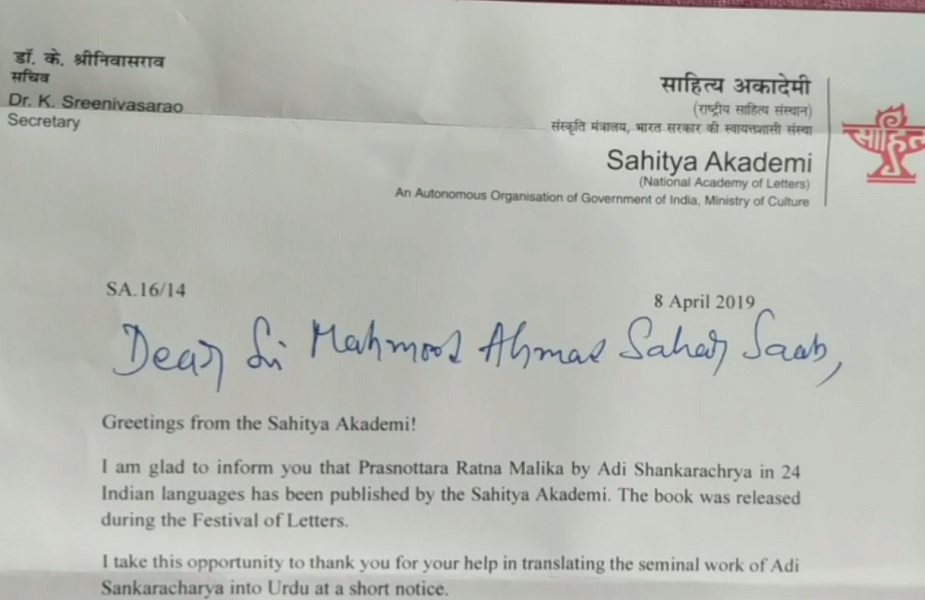 डॉ. के. श्रीनिवासराव
सचिव
Dr. K. Sreenivasarao
Secretary
साहित्य अकादेमी
(राष्ट्रीय साहित्य संस्थान)
संस्कृति मंत्रालय, भारत सरकार की स्वायत्तशासी संस्था
Sahitya Akademi
(National Academy of Letters)
An Autonomous Organisation of Government of India, Ministry of Culture
SA.16/14
8 April 2019
Dear Sri Mahmood Ahmad Sahar Saab,
Greetings from the Sahitya Akademi!
I am glad to inform you that Prasnottara Ratna Malika by Adi Shankarachrya in 24
Indian languages has been published by the Sahitya Akademi. The book was released
during the Festival of Letters.
I take this opportunity to thank you for your help in translating the seminal work of Adi
Sankaracharya into Urdu at a short notice.